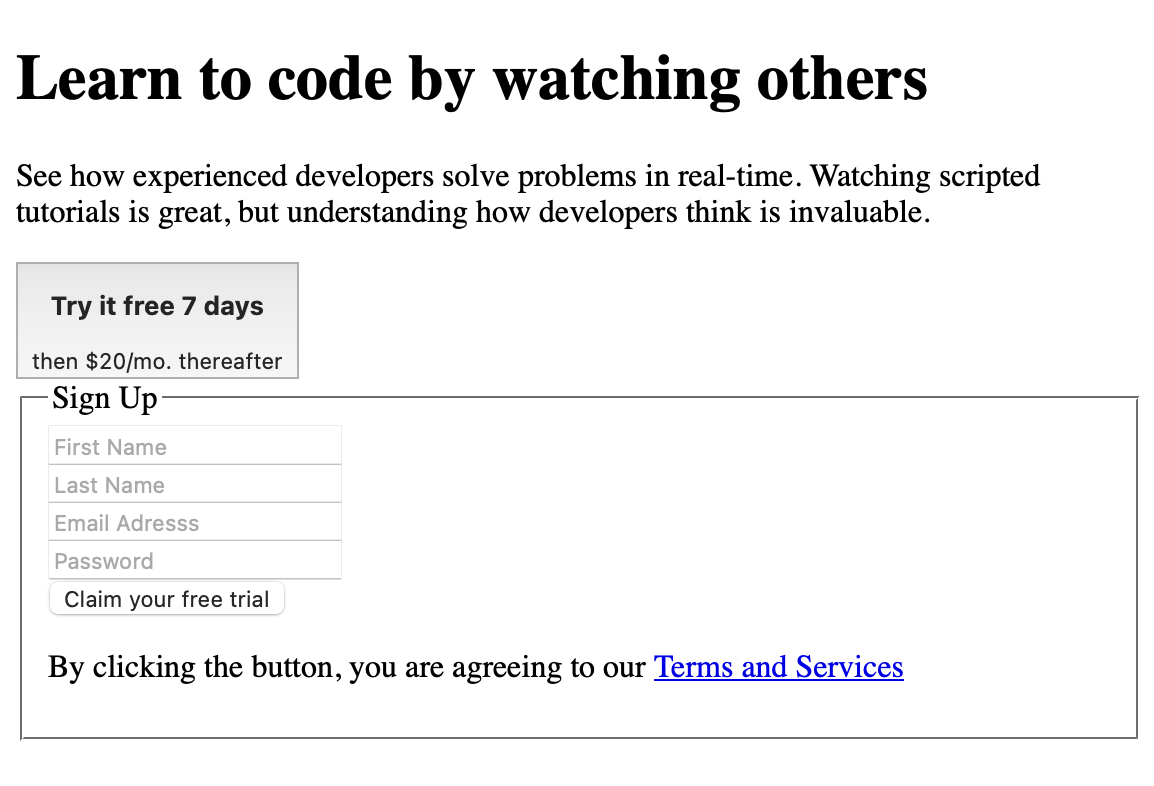 Learn to code by watching others
See how experienced developers solve problems in real-time. Watching scripted
tutorials is great, but understanding how developers think is invaluable.
Try it free 7 days
then $20/mo. thereafter
Sign Up
First Name
Last Name
Email Adresss
Password
Claim your free trial
By clicking the button, you are agreeing to our Terms and Services